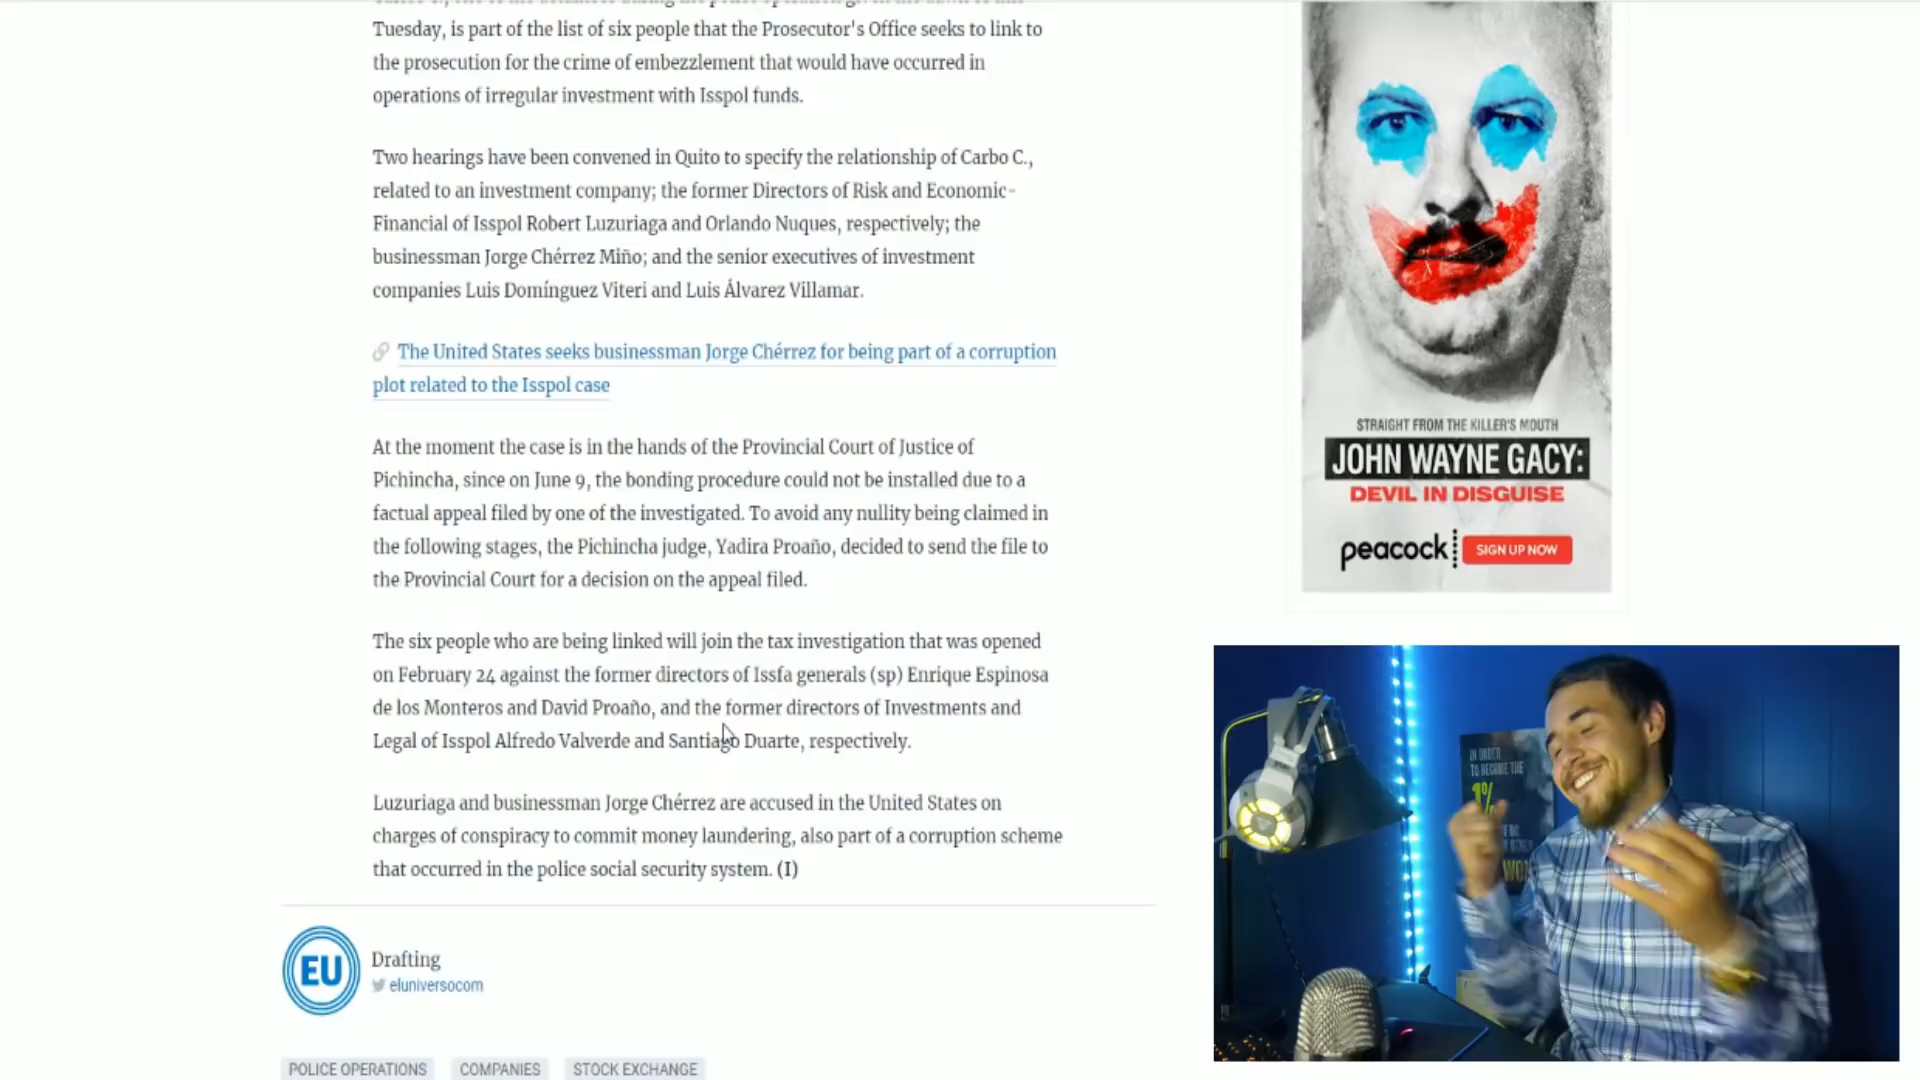 Tuesday, is part of the list of six people that the Prosecutor's Office seeks to link to
the prosecution for the crime of embezzlement that would have occurred in
operations of irregular investment with Isspol funds.
Two hearings have been convened in Quito to specify the relationship of Carbo C.,
related to an investment company; the former Directors of Risk and Economic-
Financial of Isspol Robert Luzuriaga and Orlando Nuques, respectively; the
businessman Jorge Chérrez Miño; and the senior executives of investment
companies Luis Domínguez Viteri and Luis Álvarez Villamar.
The United States seeks businessman Jorge Chérrez for being part of a corruption
plot related to the Isspol case
At the moment the case is in the hands of the Provincial Court of Justice of
Pichincha, since on June 9, the bonding procedure could not be installed due to a
factual appeal filed by one of the investigated. To avoid any nullity being claimed in
the following stages, the Pichincha judge, Yadira Proaño, decided to send the file to
the Provincial Court for a decision on the appeal filed.
The six people who are being linked will join the tax investigation that was opened
on February 24 against the former directors of Issfa generals (sp) Enrique Espinosa
de los Monteros and David Proaño, and the former directors of Investments and
Legal of Isspol Alfredo Valverde and Santiago Duarte, respectively.
Luzuriaga and businessman Jorge Chérrez are accused in the United States on
charges of conspiracy to commit money laundering, also part of a corruption scheme
that occurred in the police social security system. (I)
EU
Drafting
eluniversocom
POLICE OPERATIONS
COMPANIES
STOCK EXCHANGE
STRAIGHT FROM THE KILLER'S MOUTH
JOHN WAYNE GACY:
DEVIL IN DISGUISE
peacock
SIGN UP NOW
IN ORDER
TO BECOME THE
1%